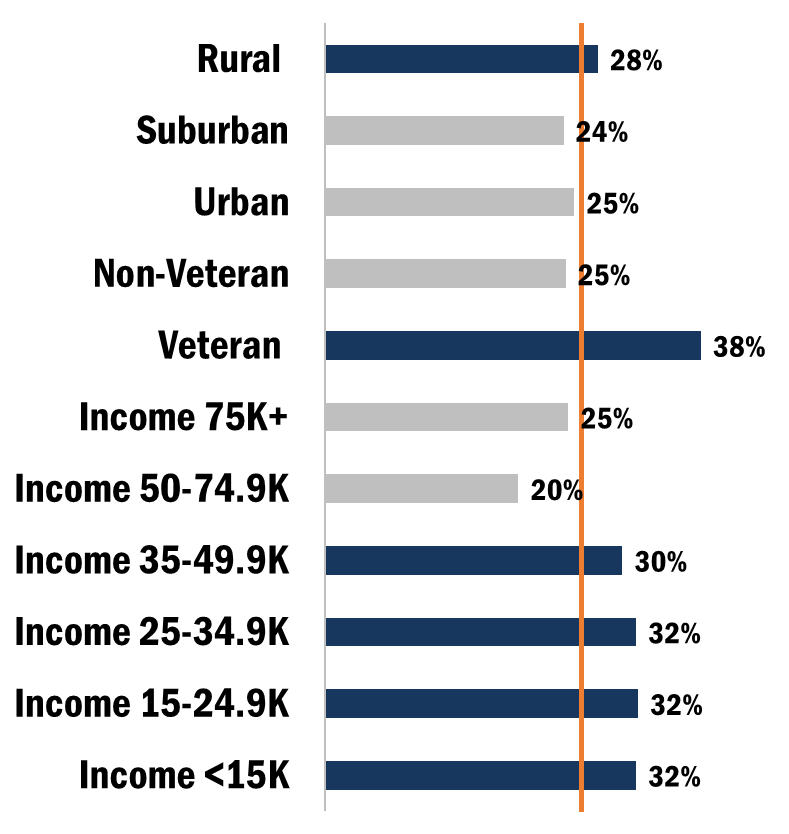 Rural 28%
Suburban 24%
Urban 25%
Non-Veteran 25%
Veteran 38%
Income 75K+ 25%
Income 50-74.9K 20%
Income 35-49.9K 30%
Income 25-34.9K 32%
Income 15-24.9K 32%
Income <15K 32%